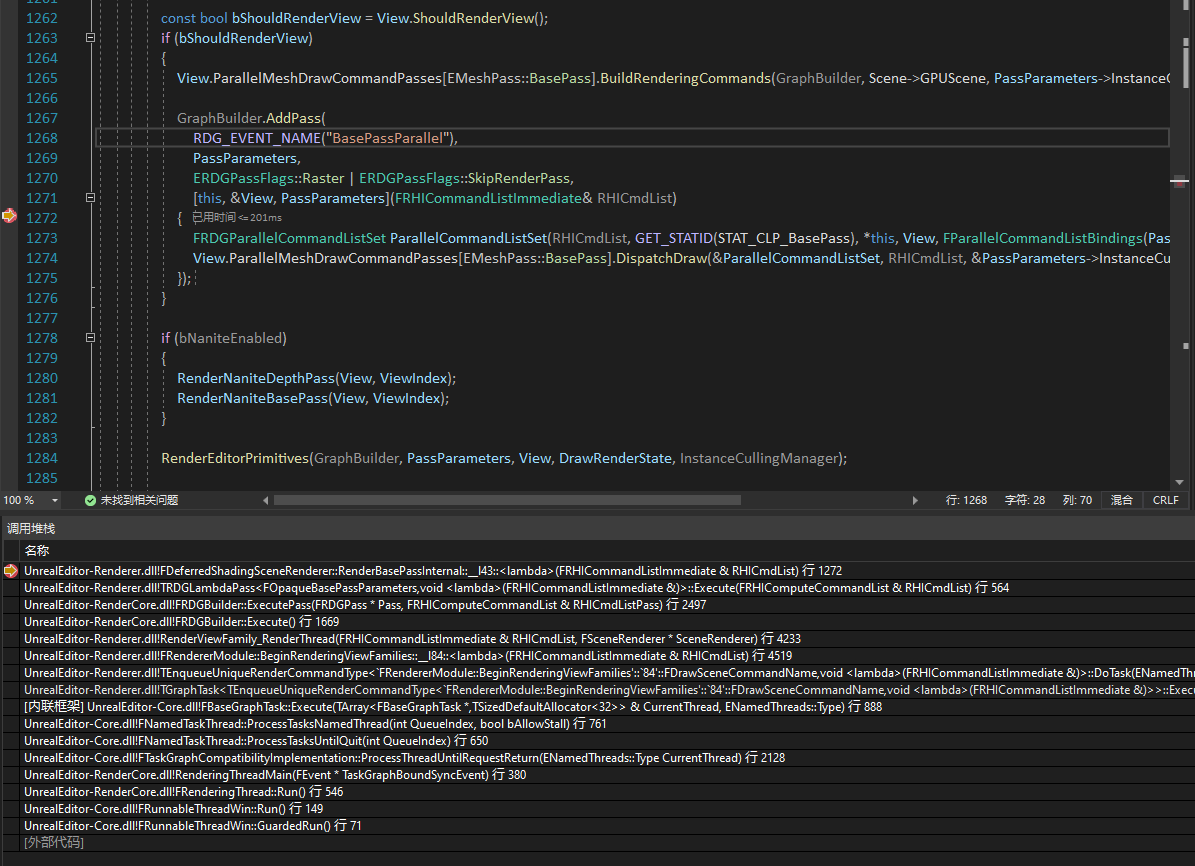 1261
1262 const bool bShouldRenderView = View.ShouldRenderView();
1263 if (bShouldRenderView)
1264 {
1265 View.ParallelMeshDrawCommandPasses[EMeshPass::BasePass].BuildRenderingCommands(GraphBuilder, Scene->GPUScene, PassParameters->InstanceC
1266
1267 GraphBuilder.AddPass(
1268 RDG_EVENT_NAME("BasePassParallel"),
1269 PassParameters,
1270 ERDGPassFlags::Raster | ERDGPassFlags::SkipRenderPass,
1271 [this, &View, PassParameters](FRHICommandListImmediate& RHICmdList)
1272 { 已用时间<=201ms
1273 FRDGParallelCommandListSet ParallelCommandListSet(RHICmdList, GET_STATID(STAT_CLP_BasePass), *this, View, FParallelCommandListBindings(Pas
1274 View.ParallelMeshDrawCommandPasses[EMeshPass::BasePass].DispatchDraw(&ParallelCommandListSet, RHICmdList, &PassParameters->InstanceCu
1275 });
1276 }
1277
1278 if (bNaniteEnabled)
1279 {
1280 RenderNaniteDepthPass(View, ViewIndex);
1281 RenderNaniteBasePass(View, ViewIndex);
1282 }
1283
1284 RenderEditorPrimitives(GraphBuilder, PassParameters, View, DrawRenderState, InstanceCullingManager);
1285
100 % 未找到相关问题 行: 1268 字符: 28 列: 70 混合 CRLF
调用堆栈
名称
UnrealEditor-Renderer.dll!FDeferredShadingSceneRenderer::RenderBasePassInternal::__l43::<lambda>(FRHICommandListImmediate & RHICmdList) 行 1272
UnrealEditor-Renderer.dll!TRDGLambdaPass<FOpaqueBasePassParameters,void <lambda>(FRHICommandListImmediate &)>::Execute(FRHIComputeCommandList & RHICmdList) 行 564
UnrealEditor-RenderCore.dll!FRDGBuilder::ExecutePass(FRDGPass * Pass, FRHIComputeCommandList & RHICmdListPass) 行 2497
UnrealEditor-RenderCore.dll!FRDGBuilder::Execute() 行 1669
UnrealEditor-Renderer.dll!RenderViewFamily_RenderThread(FRHICommandListImmediate & RHICmdList, FSceneRenderer * SceneRenderer) 行 4233
UnrealEditor-Renderer.dll!FRendererModule::BeginRenderingViewFamilies::__l84::<lambda>(FRHICommandListImmediate & RHICmdList) 行 4519
UnrealEditor-Renderer.dll!TEnqueueUniqueRenderCommandType<`FRendererModule::BeginRenderingViewFamilies'::`84'::FDrawSceneCommandName,void <lambda>(FRHICommandListImmediate &)>::DoTask(ENamedThr
UnrealEditor-Renderer.dll!TGraphTask<TEnqueueUniqueRenderCommandType<`FRendererModule::BeginRenderingViewFamilies'::`84'::FDrawSceneCommandName,void <lambda>(FRHICommandListImmediate &)>>::Exec
[内联框架] UnrealEditor-Core.dll!FBaseGraphTask::Execute(TArray<FBaseGraphTask *,TSizedDefaultAllocator<32>> & CurrentThread, ENamedThreads::Type) 行 888
UnrealEditor-Core.dll!FNamedTaskThread::ProcessTasksNamedThread(int QueueIndex, bool bAllowStall) 行 761
UnrealEditor-Core.dll!FNamedTaskThread::ProcessTasksUntilQuit(int QueueIndex) 行 650
UnrealEditor-Core.dll!FTaskGraphCompatibilityImplementation::ProcessThreadUntilRequestReturn(ENamedThreads::Type CurrentThread) 行 2128
UnrealEditor-RenderCore.dll!RenderingThreadMain(FEvent * TaskGraphBoundSyncEvent) 行 380
UnrealEditor-RenderCore.dll!FRenderingThread::Run() 行 546
UnrealEditor-Core.dll!FRunnableThreadWin::Run() 行 149
UnrealEditor-Core.dll!FRunnableThreadWin::GuardedRun() 行 71
[外部代码]